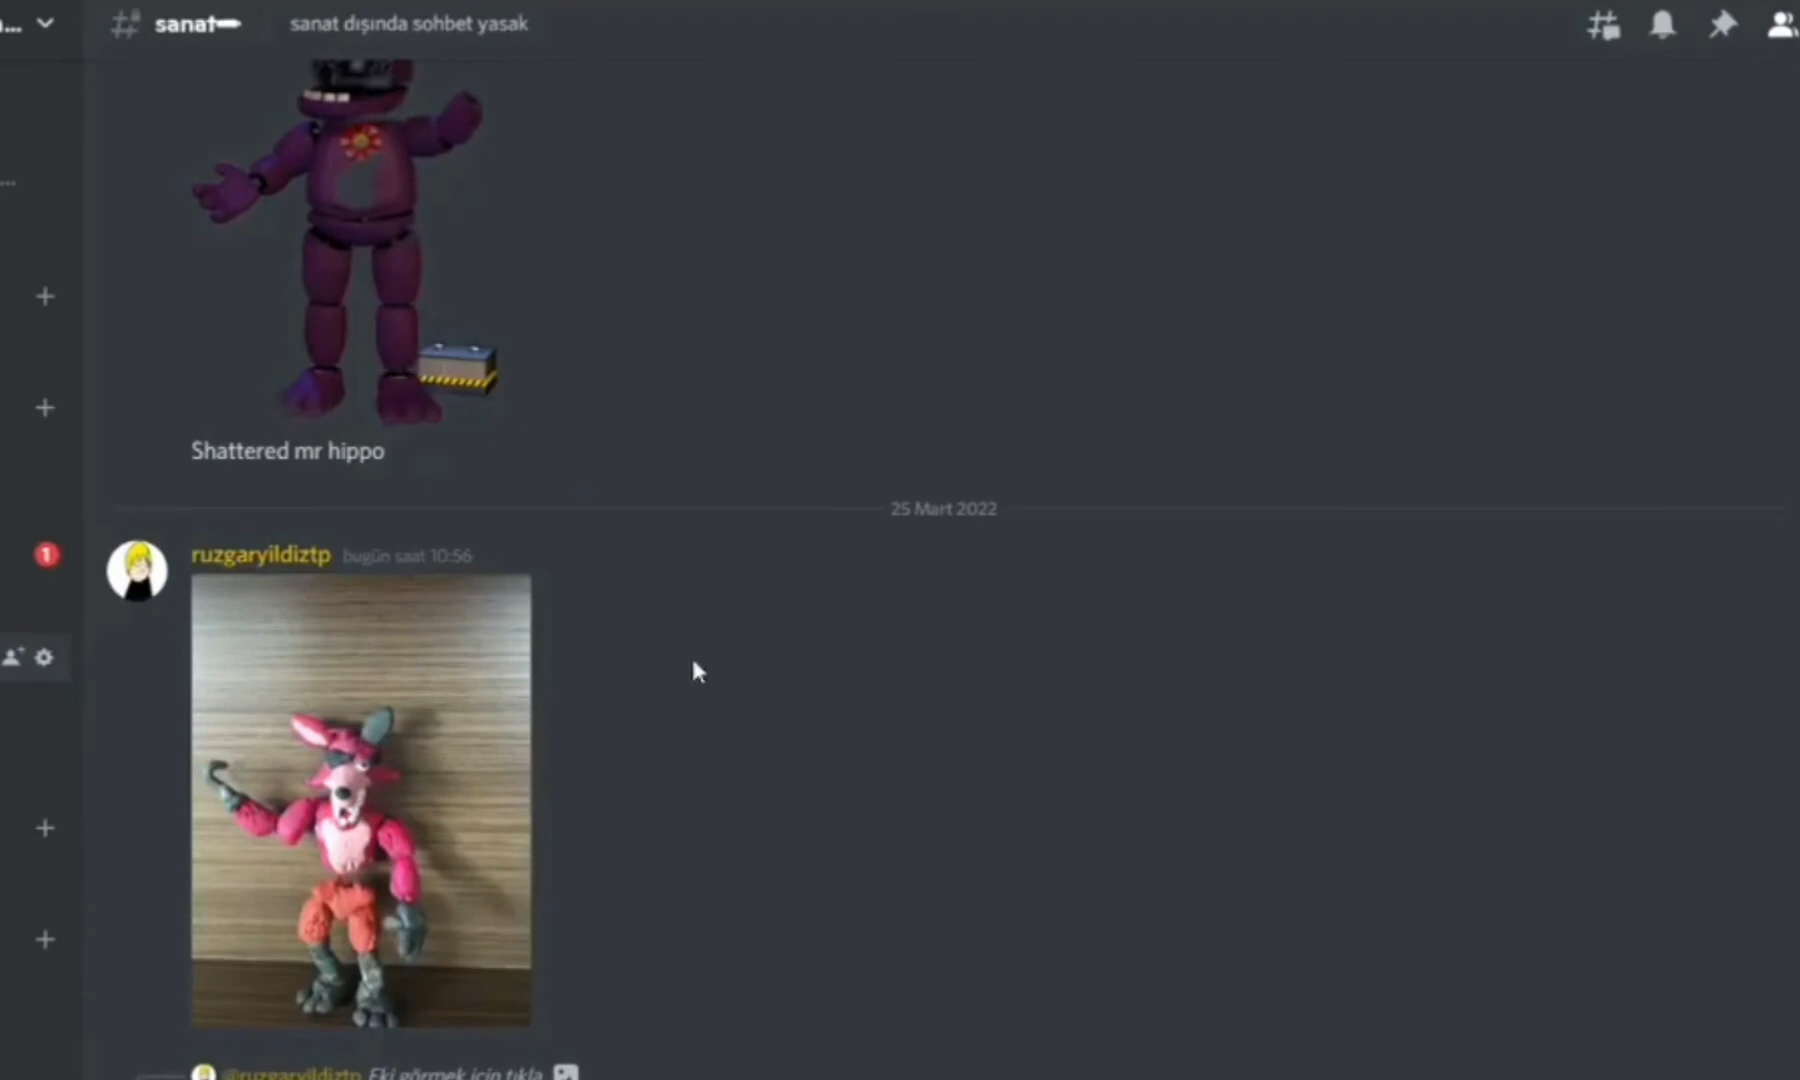 sanat
sanat dışında sohbet yasak
Shattered mr hippo
25 Mart 2022
1
ruzgaryildiztp bugün saat 10:56
@ruzgaryildiztp Eki görmek için tıkla